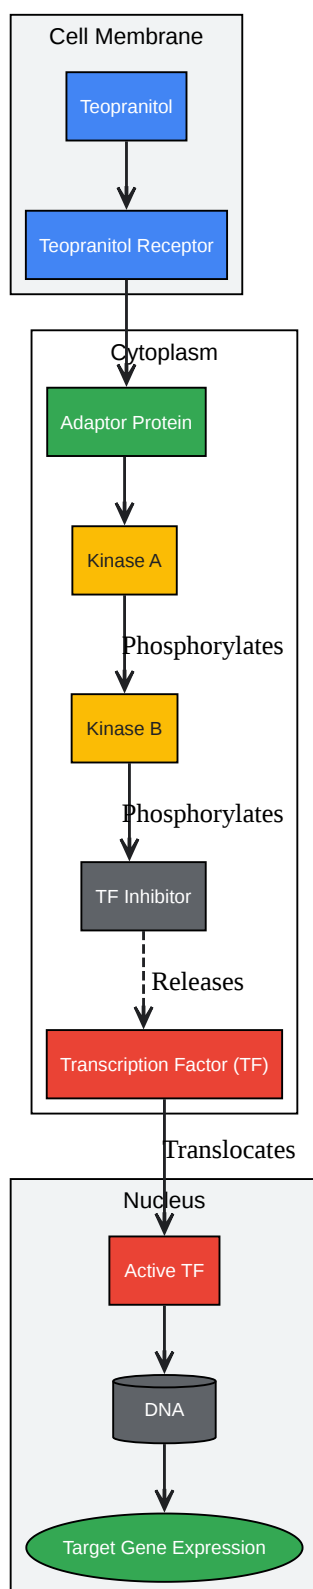 Cell Membrane
Teopranitol
Teopranitol Receptor
Cytoplasm
Adaptor Protein
Kinase A
Phosphorylates
Kinase B
Phosphorylates
TF Inhibitor
Releases
Transcription Factor (TF)
Translocates
Nucleus
Active TF
DNA
Target Gene Expression